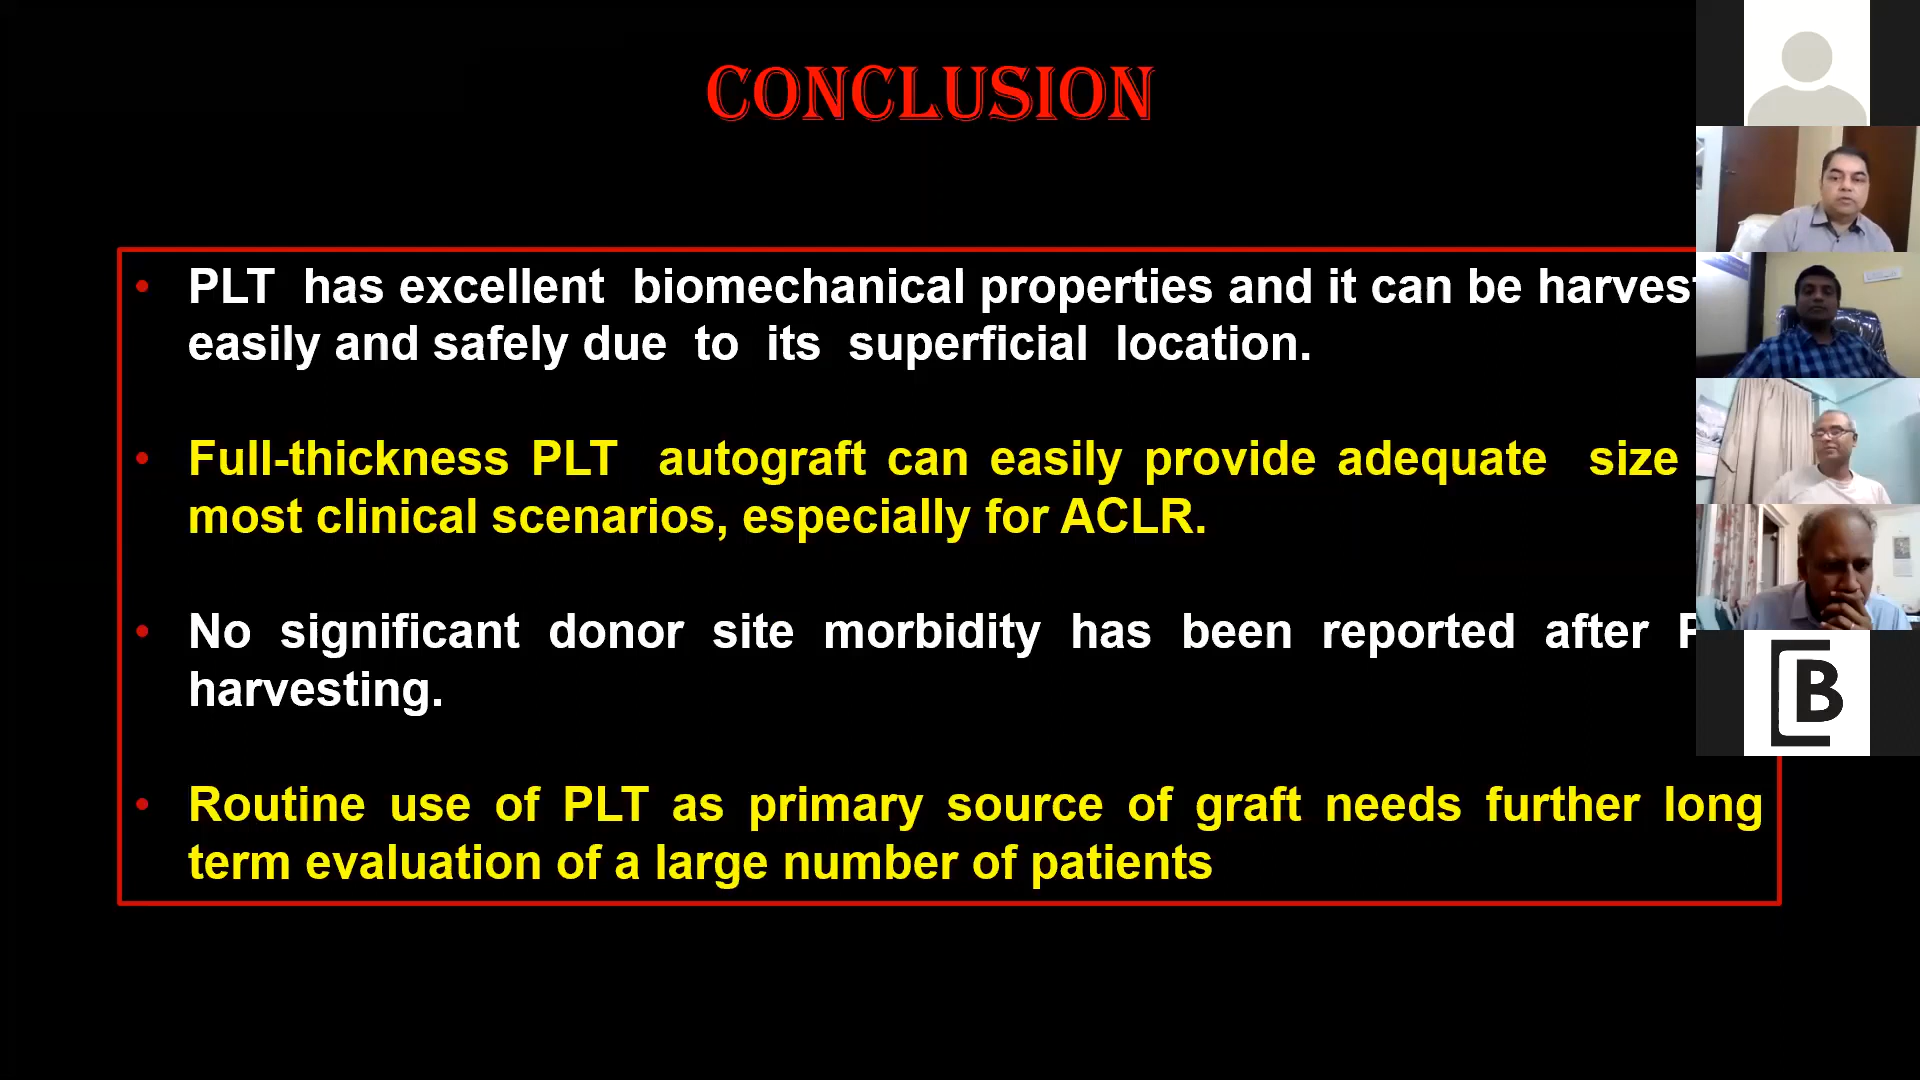 CONCLUSION
• PLT has excellent biomechanical properties and it can be
easily and safely due to its superficial location.
• Full-thickness PLT autograft can easily provide adequate size
most clinical scenarios, especially for ACLR.
• No significant donor site morbidity has been reported after
harvesting.
• Routine use of PLT as primary source of graft needs further long
term evaluation of a large number of patients
B